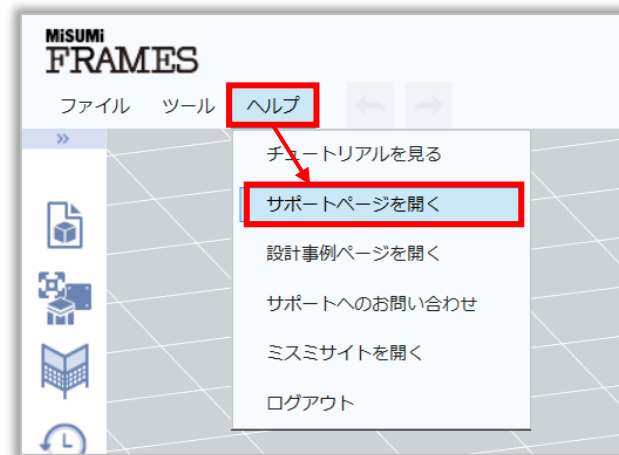 MiSUMi
FRAMES
ファイル ツール ヘルプ
チュートリアルを見る
サポートページを開く
設計事例ページを開く
サポートへのお問い合わせ
ミスミサイトを開く
ログアウト